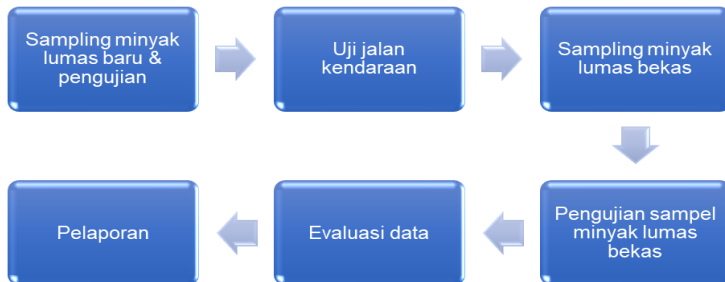 Sampling minyak
lumas baru &
pengujian
Uji jalan
kendaraan
Sampling minyak
lumas bekas
Pengujian sampel
minyak lumas
bekas
Evaluasi data
Pelaporan